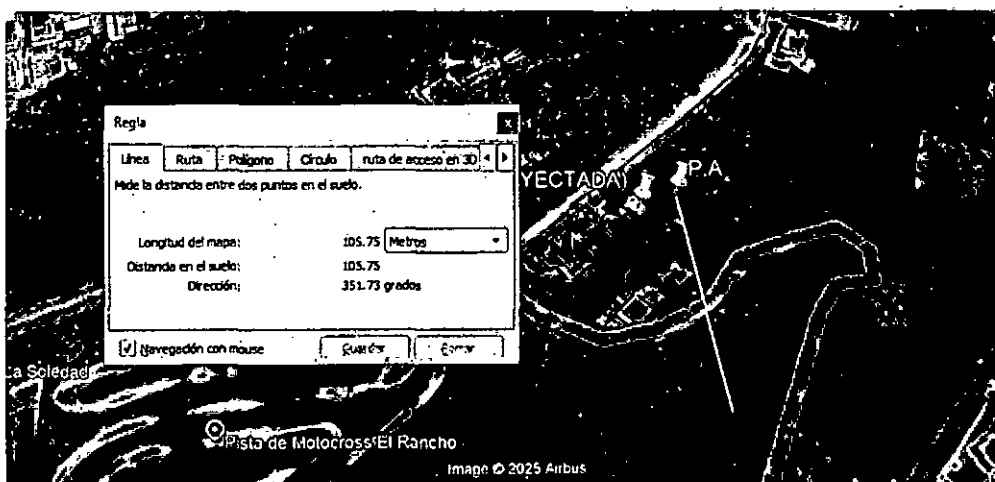 Regla
x
Línea Ruta Polígono Círculo ruta de acceso en 3D
Mide la distancia entre dos puntos en el suelo.
Longitud del mapa: 105.75 Metros
Distancia en el suelo: 105.75
Dirección: 351.73 grados
Navegación con mouse Guardar Borrar
YECTADA)
P.A
La Soledad
Pista de Motocross El Rancho
Image © 2025 Airbus